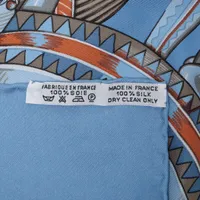 FABRIQUE EN FRANCE
100% SOIE
MADE IN FRANCE
100% SILK
DRY CLEAN ONLY